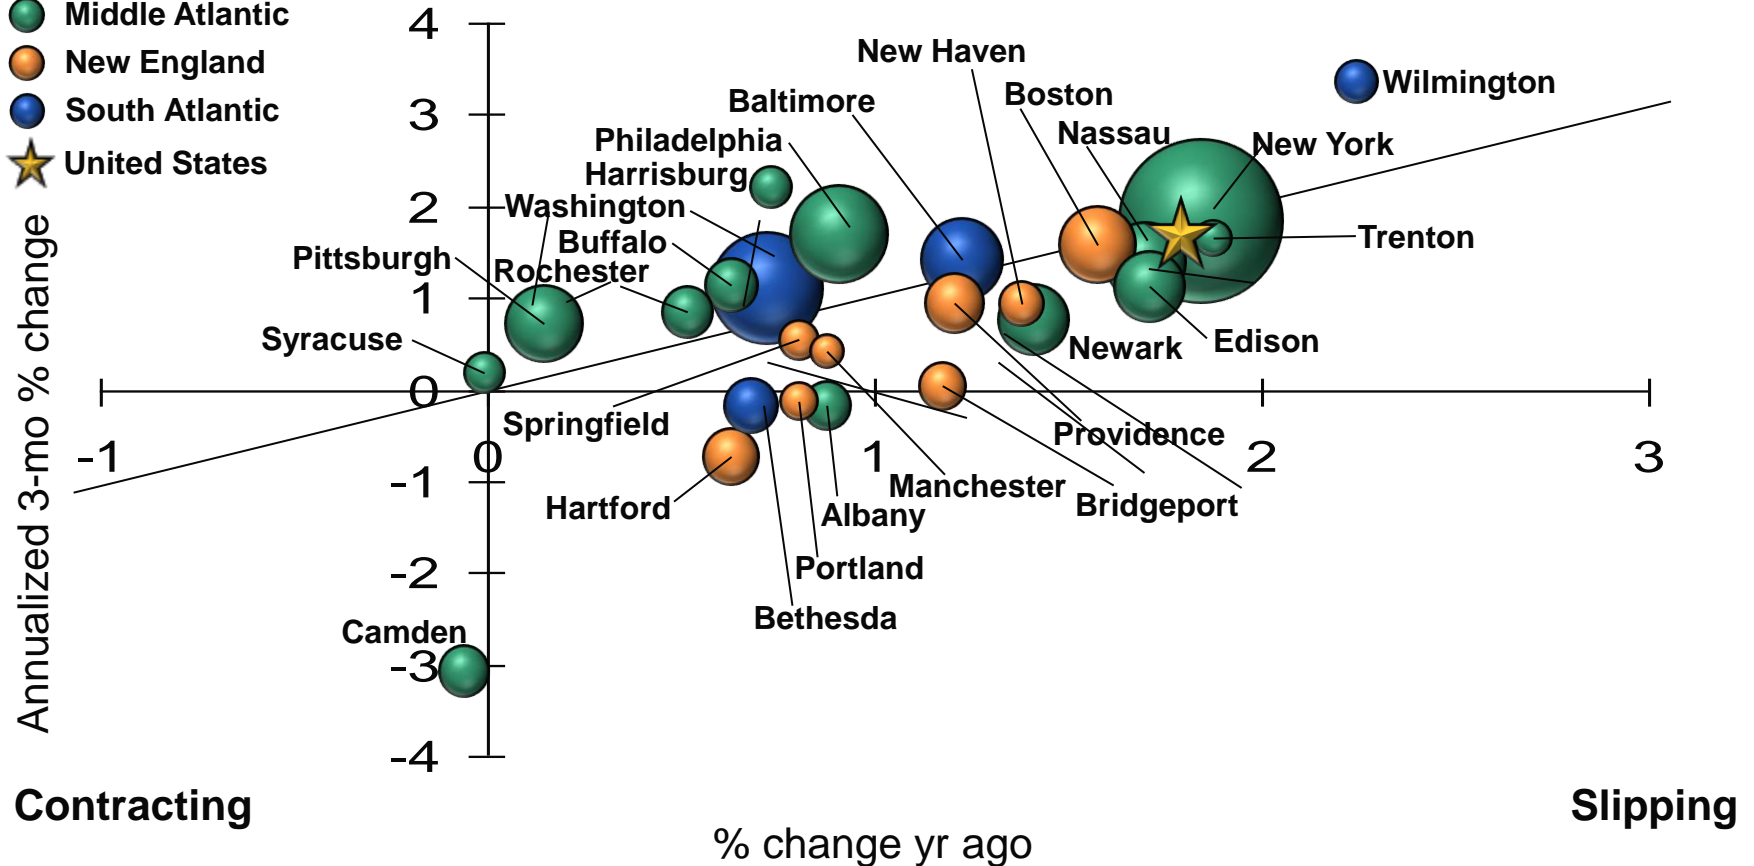 Middle Atlantic
New England
South Atlantic
United States
Annualized 3-mo % change
4
3
2
1
0
-1
-2
-3
-4
-1
0
1
2
3
New Haven
Wilmington
Boston
Baltimore
Nassau
Philadelphia
New York
Harrisburg
Washington
Buffalo
Trenton
Pittsburgh
Rochester
Syracuse
Edison
Newark
Springfield
Providence
Manchester
Bridgeport
Hartford
Albany
Portland
Bethesda
Camden
Contracting
Slipping
% change yr ago